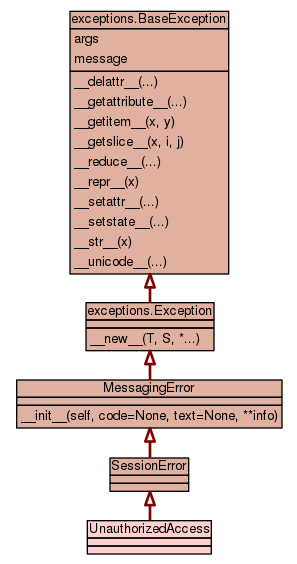 exceptions.BaseException
args
message
__delattr__(...)
__getattribute__(...)
__getitem__(x, y)
__getslice__(x, i, j)
__reduce__(...)
__repr__(x)
__setattr__(...)
__setstate__(...)
__str__(x)
__unicode__(...)
exceptions.Exception
__new__(T, S, *...)
MessagingError
__init__(self, code=None, text=None, **info)
SessionError
UnauthorizedAccess